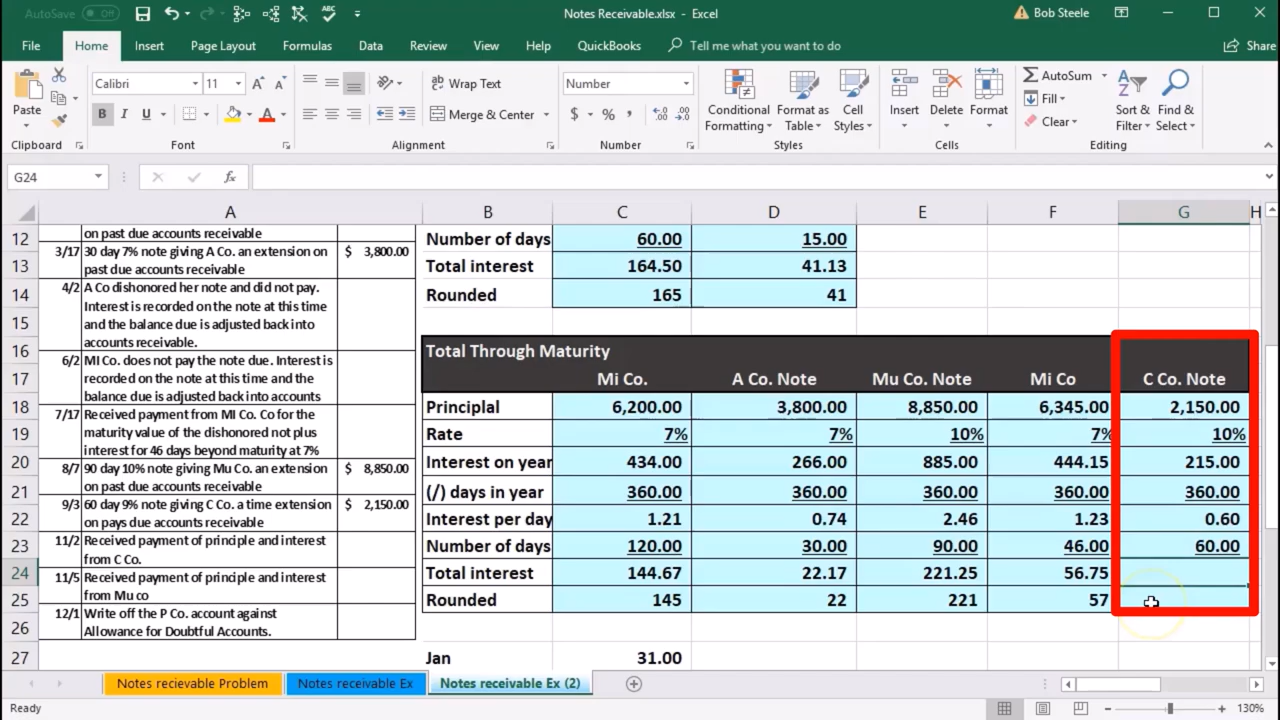 AutoSave Off Notes Receivable.xlsx - Excel Bob Steele
File Home Insert Page Layout Formulas Data Review View Help QuickBooks Tell me what you want to do Share
Calibri 11 Wrap Text Number AutoSum
Paste B I U Merge & Center $ % Conditional Formatting Format as Table Cell Styles Insert Delete Format Fill Clear Sort & Filter Find & Select
Clipboard Font Alignment Number Styles Cells Editing
G24 fx
A B C D E F G H
12 on past due accounts receivable Number of days 60.00 15.00
3/17 30 day 7% note giving A Co. an extension on $ 3,800.00
13 past due accounts receivable Total interest 164.50 41.13
4/2 A Co dishonored her note and did not pay.
14 Interest is recorded on the note at this time Rounded 165 41
and the balance due is adjusted back into
15 accounts receivable.
16 6/2 MI Co. does not pay the note due. Interest is Total Through Maturity
17 recorded on the note at this time and the Mi Co. A Co. Note Mu Co. Note Mi Co C Co. Note
balance due is adjusted back into accounts
18 7/17 Received payment from MI Co. Co for the Principlal 6,200.00 3,800.00 8,850.00 6,345.00 2,150.00
19 maturity value of the dishonored not plus Rate 7% 7% 10% 7% 10%
interest for 46 days beyond maturity at 7%
20 8/7 90 day 10% note giving Mu Co. an extension $ 8,850.00 Interest on year 434.00 266.00 885.00 444.15 215.00
on past due accounts receivable
21 9/3 60 day 9% note giving C Co. a time extension $ 2,150.00 (/) days in year 360.00 360.00 360.00 360.00 360.00
22 on pays due accounts receivable Interest per day 1.21 0.74 2.46 1.23 0.60
23 11/2 Received payment of principle and interest Number of days 120.00 30.00 90.00 46.00 60.00
from C Co.
24 11/5 Received payment of principle and interest Total interest 144.67 22.17 221.25 56.75
25 from Mu co Rounded 145 22 221 57
12/1 Write off the P Co. account against
26 Allowance for Doubtful Accounts.
27 Jan 31.00
Notes recievable Problem Notes receivable Ex Notes receivable Ex (2)
Ready 130%